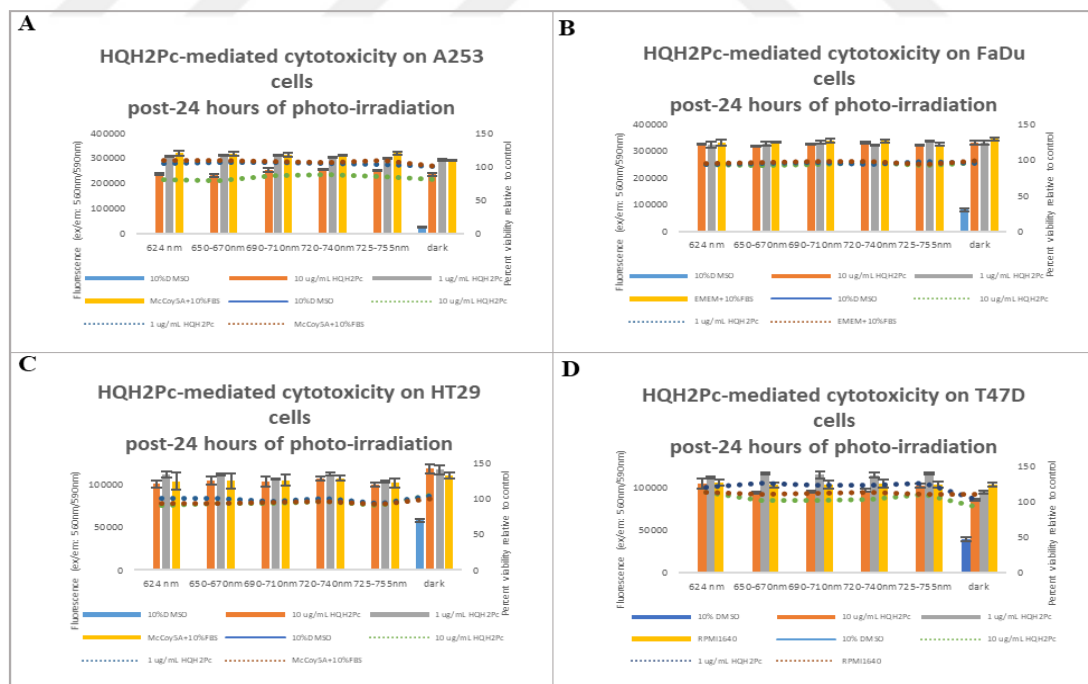 A
HQH2Pc-mediated cytotoxicity on A253
cells
post-24 hours of photo-irradiation
Fluorescence (ex/em: 560nm/590nm)
400000
300000
200000
100000
0
150
100
50
0
Percent viability relative to control
624 nm 650-670nm 690-710nm 720-740nm 725-755nm dark
10%DMSO 10 ug/mL HQH2Pc 1 ug/mL HQH2Pc
McCoy5A+10%FBS 10%DMSO 10 ug/mL HQH2Pc
1 ug/mL HQH2Pc McCoy5A+10%FBS
B
HQH2Pc-mediated cytotoxicity on FaDu
cells
post-24 hours of photo-irradiation
Fluorescence (ex/em: 560nm/590nm)
400000
300000
200000
100000
0
150
100
50
0
Percent viability relative to control
624 nm 650-670nm 690-710nm 720-740nm 725-755nm dark
10%DMSO 10 ug/mL HQH2Pc 1 ug/mL HQH2Pc
EMEM+10%FBS 10%DMSO 10 ug/mL HQH2Pc
1 ug/mL HQH2Pc EMEM+10%FBS
C
HQH2Pc-mediated cytotoxicity on HT29
cells
post-24 hours of photo-irradiation
Fluorescence (ex/em: 560nm/590nm)
100000
50000
0
150
100
50
0
Percent viability relative to control
624 nm 650-670nm 690-710nm 720-740nm 725-755nm dark
10%DMSO 10 ug/mL HQH2Pc 1 ug/mL HQH2Pc
McCoy5A+10%FBS 10%DMSO 10 ug/mL HQH2Pc
1 ug/mL HQH2Pc McCoy5A+10%FBS
D
HQH2Pc-mediated cytotoxicity on T47D
cells
post-24 hours of photo-irradiation
Fluorescence (ex/em: 560nm/590nm)
100000
50000
0
150
100
50
0
Percent viability relative to control
624 nm 650-670nm 690-710nm 720-740nm 725-755nm dark
10% DMSO 10 ug/mL HQH2Pc 1 ug/mL HQH2Pc
RPMI1640 10% DMSO 10 ug/mL HQH2Pc
1 ug/mL HQH2Pc RPMI1640